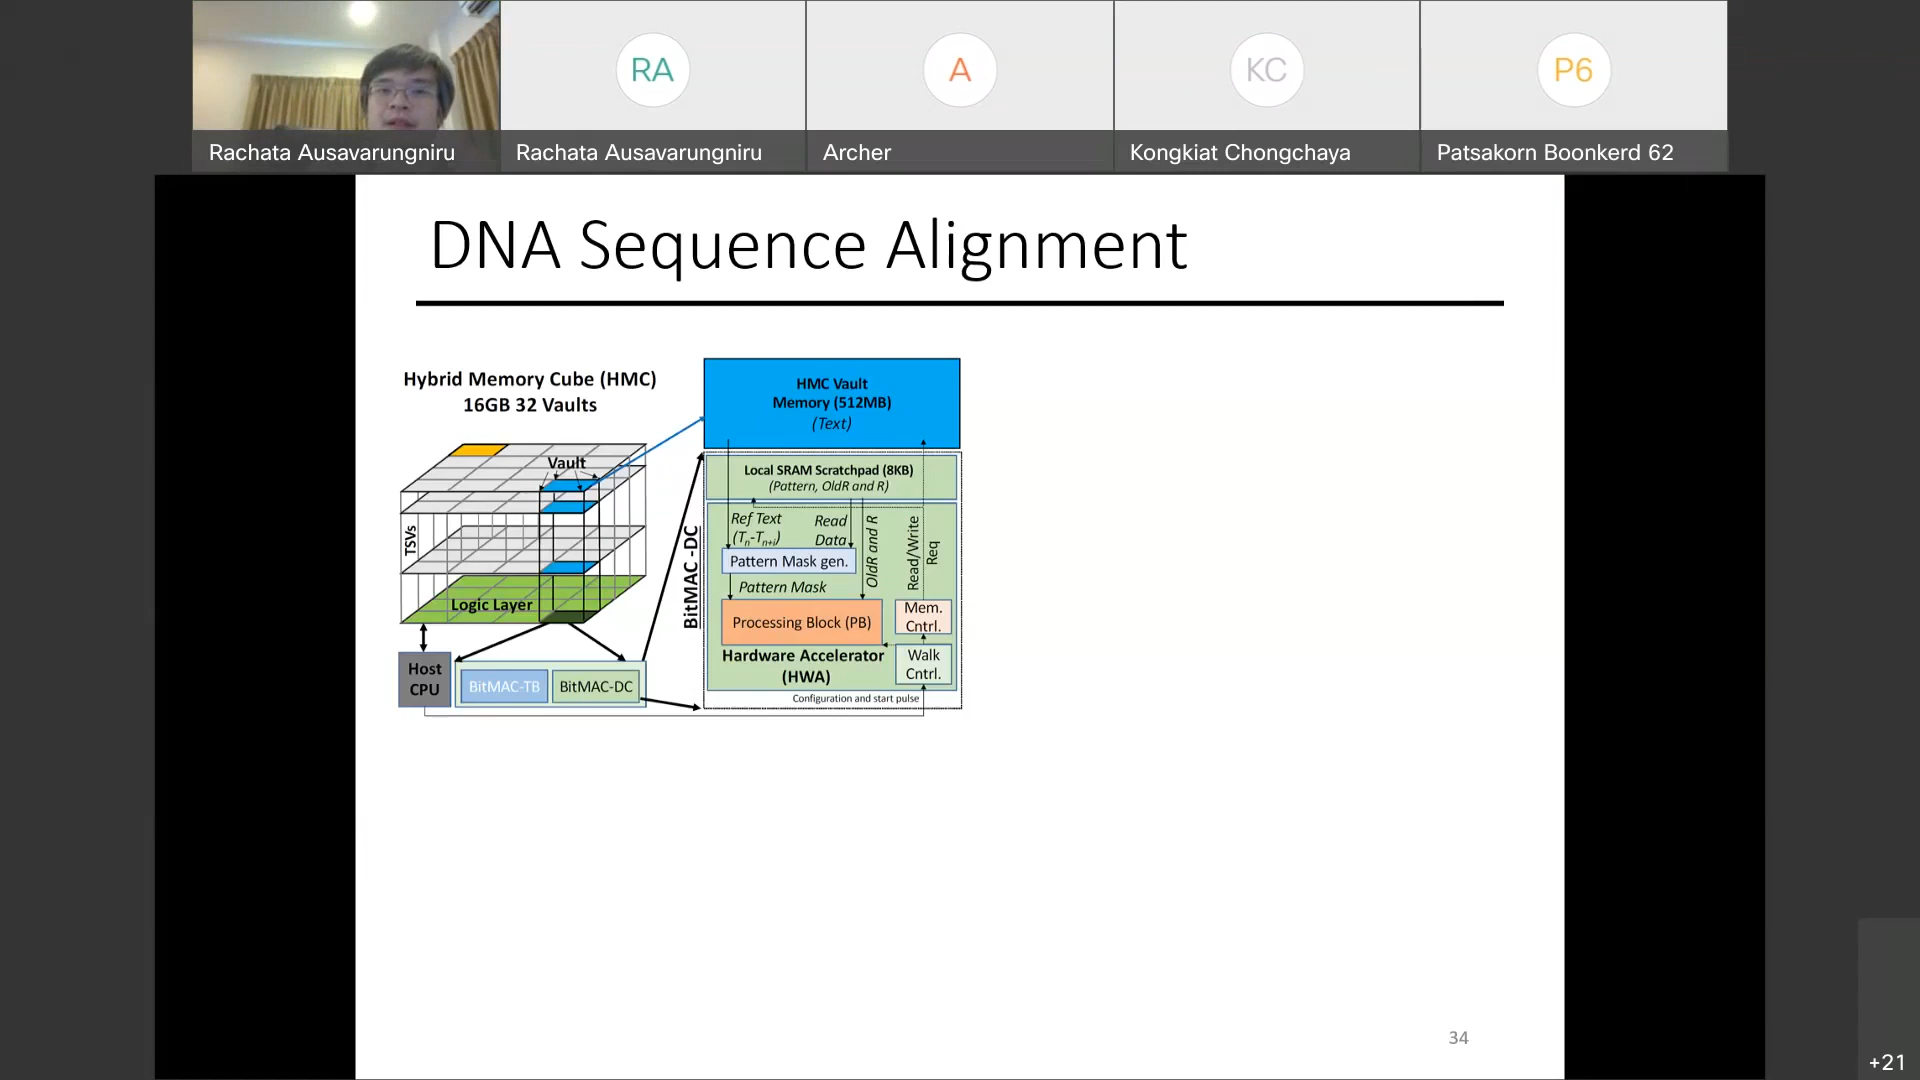 RA
A
KC
P6
Rachata Ausavarungniru
Rachata Ausavarungniru
Archer
Kongkiat Chongchaya
Patsakorn Boonkerd 62
DNA Sequence Alignment
Hybrid Memory Cube (HMC)
16GB 32 Vaults
Vault
TSVs
Logic Layer
Host
CPU
BitMAC-TB
BitMAC-DC
BitMAC -DC
HMC Vault
Memory (512MB)
(Text)
Local SRAM Scratchpad (8KB)
(Pattern, OldR and R)
Ref Text
(Tn-Tn+i)
Read
Data
OldR and R
Read/Write
Req
Pattern Mask gen.
Pattern Mask
Processing Block (PB)
Mem.
Cntrl.
Hardware Accelerator
(HWA)
Walk
Cntrl.
Configuration and start pulse
34
+21